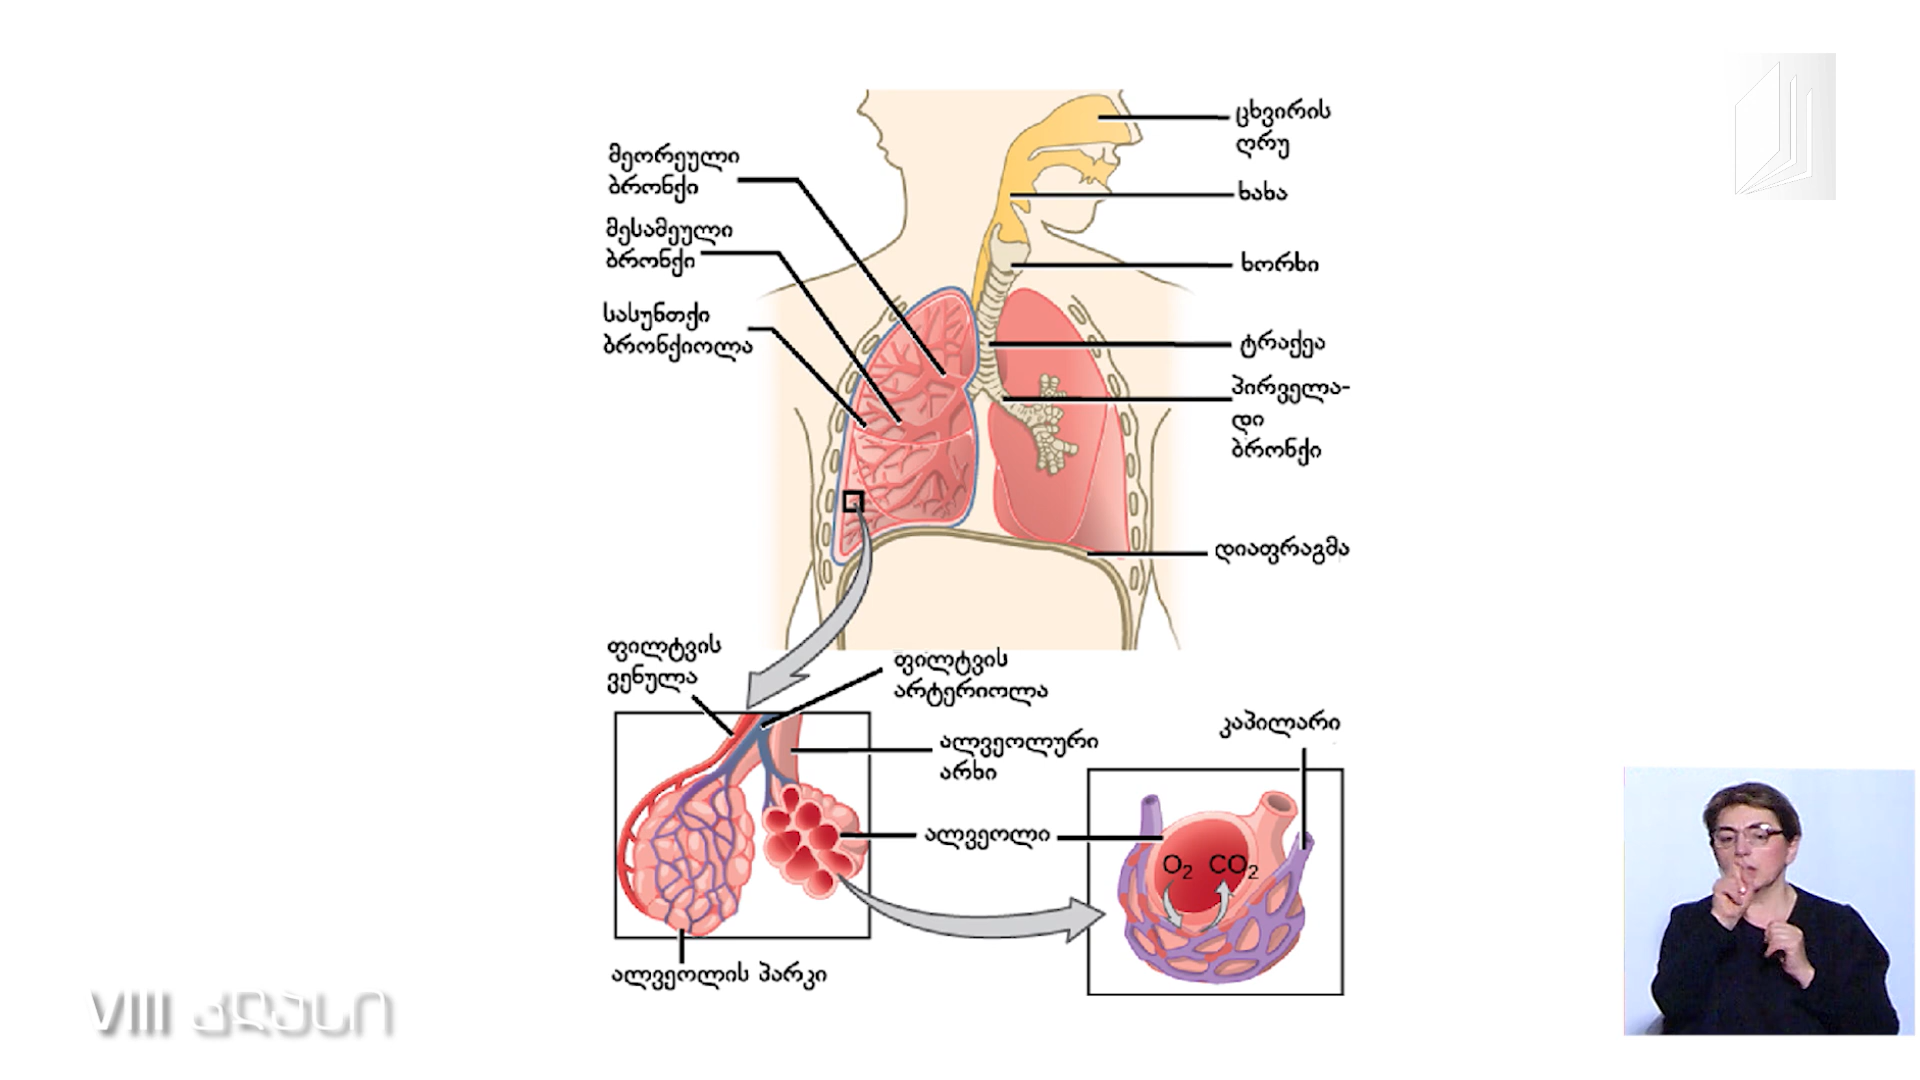 ცხვირის
ღრუ
მეორეული
ბრონქი
ხახა
მესამეული
ბრონქი
ხორხი
სასუნთქი
ბრონქიოლა
ტრაქეა
პირველა-
დი
ბრონქი
დიაფრაგმა
ფილტვის
ვენულა
ფილტვის
არტერიოლა
კაპილარი
ალვეოლური
არხი
ალვეოლი
O₂ CO₂
ალვეოლის პარკი
VIII კლასი